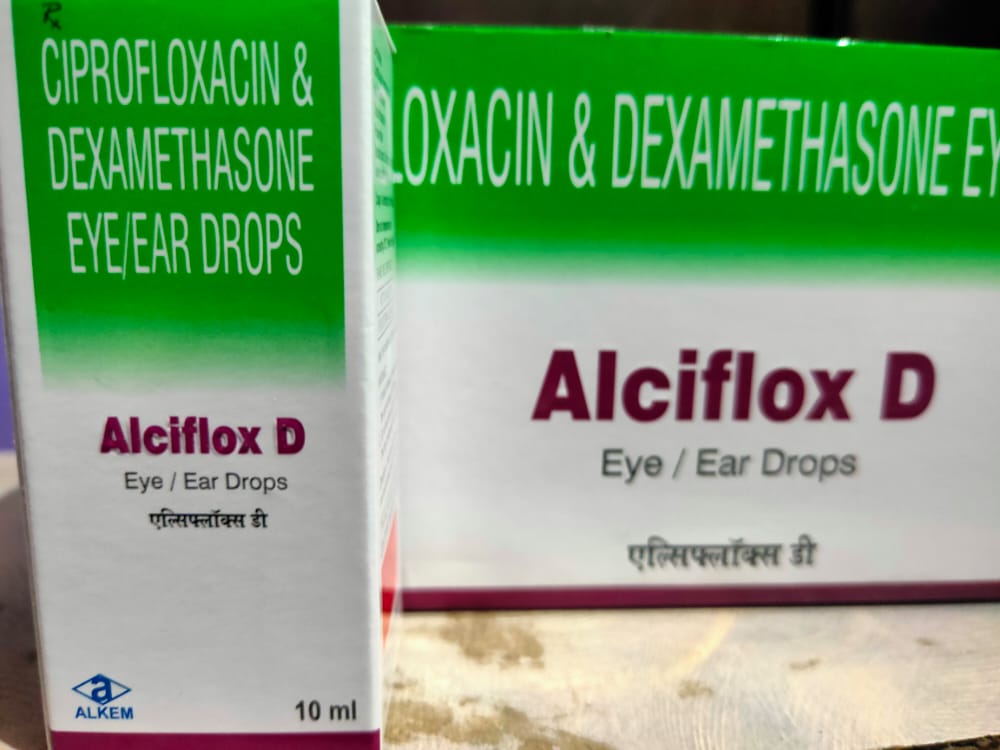 Rx
CIPROFLOXACIN &
DEXAMETHASONE
EYE/EAR DROPS
Alciflox D
Eye / Ear Drops
एल्सिफ्लॉक्स डी
a
ALKEM
10 ml
LOXACIN & DEXAMETHASONE EY
Alciflox D
Eye / Ear Drops
एल्सिफ्लॉक्स डी